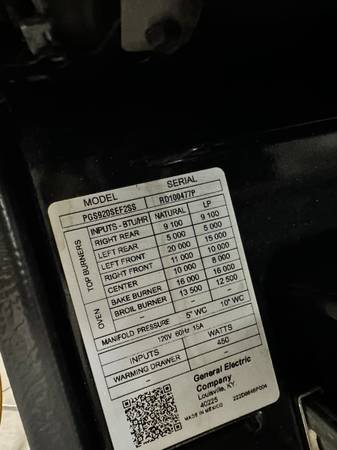 MODEL SERIAL
PGS920SEF2SS RD100477P
TOP BURNERS
INPUTS - BTU/HR NATURAL LP
RIGHT REAR 9 100 9 100
LEFT REAR 5 000 5 000
LEFT FRONT 20 000 15 000
RIGHT FRONT 11 000 10 000
CENTER 10 000 8 000
OVEN
BAKE BURNER 16 000 16 000
BROIL BURNER 13 500 12 500
– – –
MANIFOLD PRESSURE 5" WC 10" WC
120V 60Hz 15A
INPUTS WATTS
WARMING DRAWER 450
– –
General Electric
Company
Louisville, KY
40225
MADE IN MEXICO